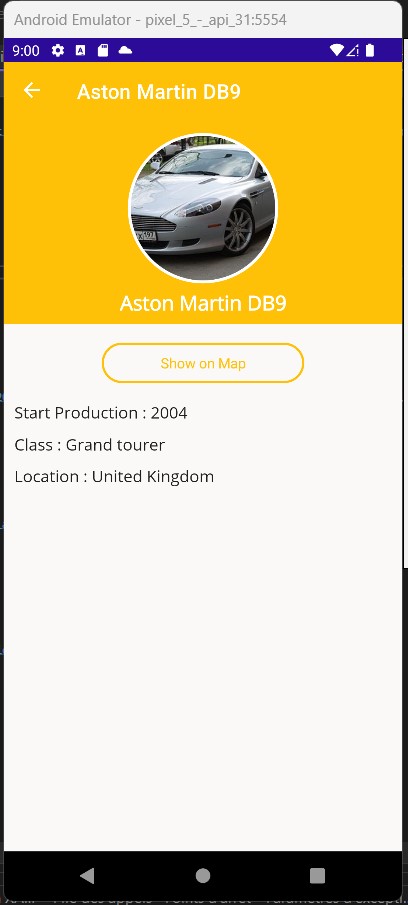 Android Emulator - pixel_5_-_api_31:5554
9:00
Aston Martin DB9
Aston Martin DB9
Show on Map
Start Production : 2004
Class : Grand tourer
Location : United Kingdom